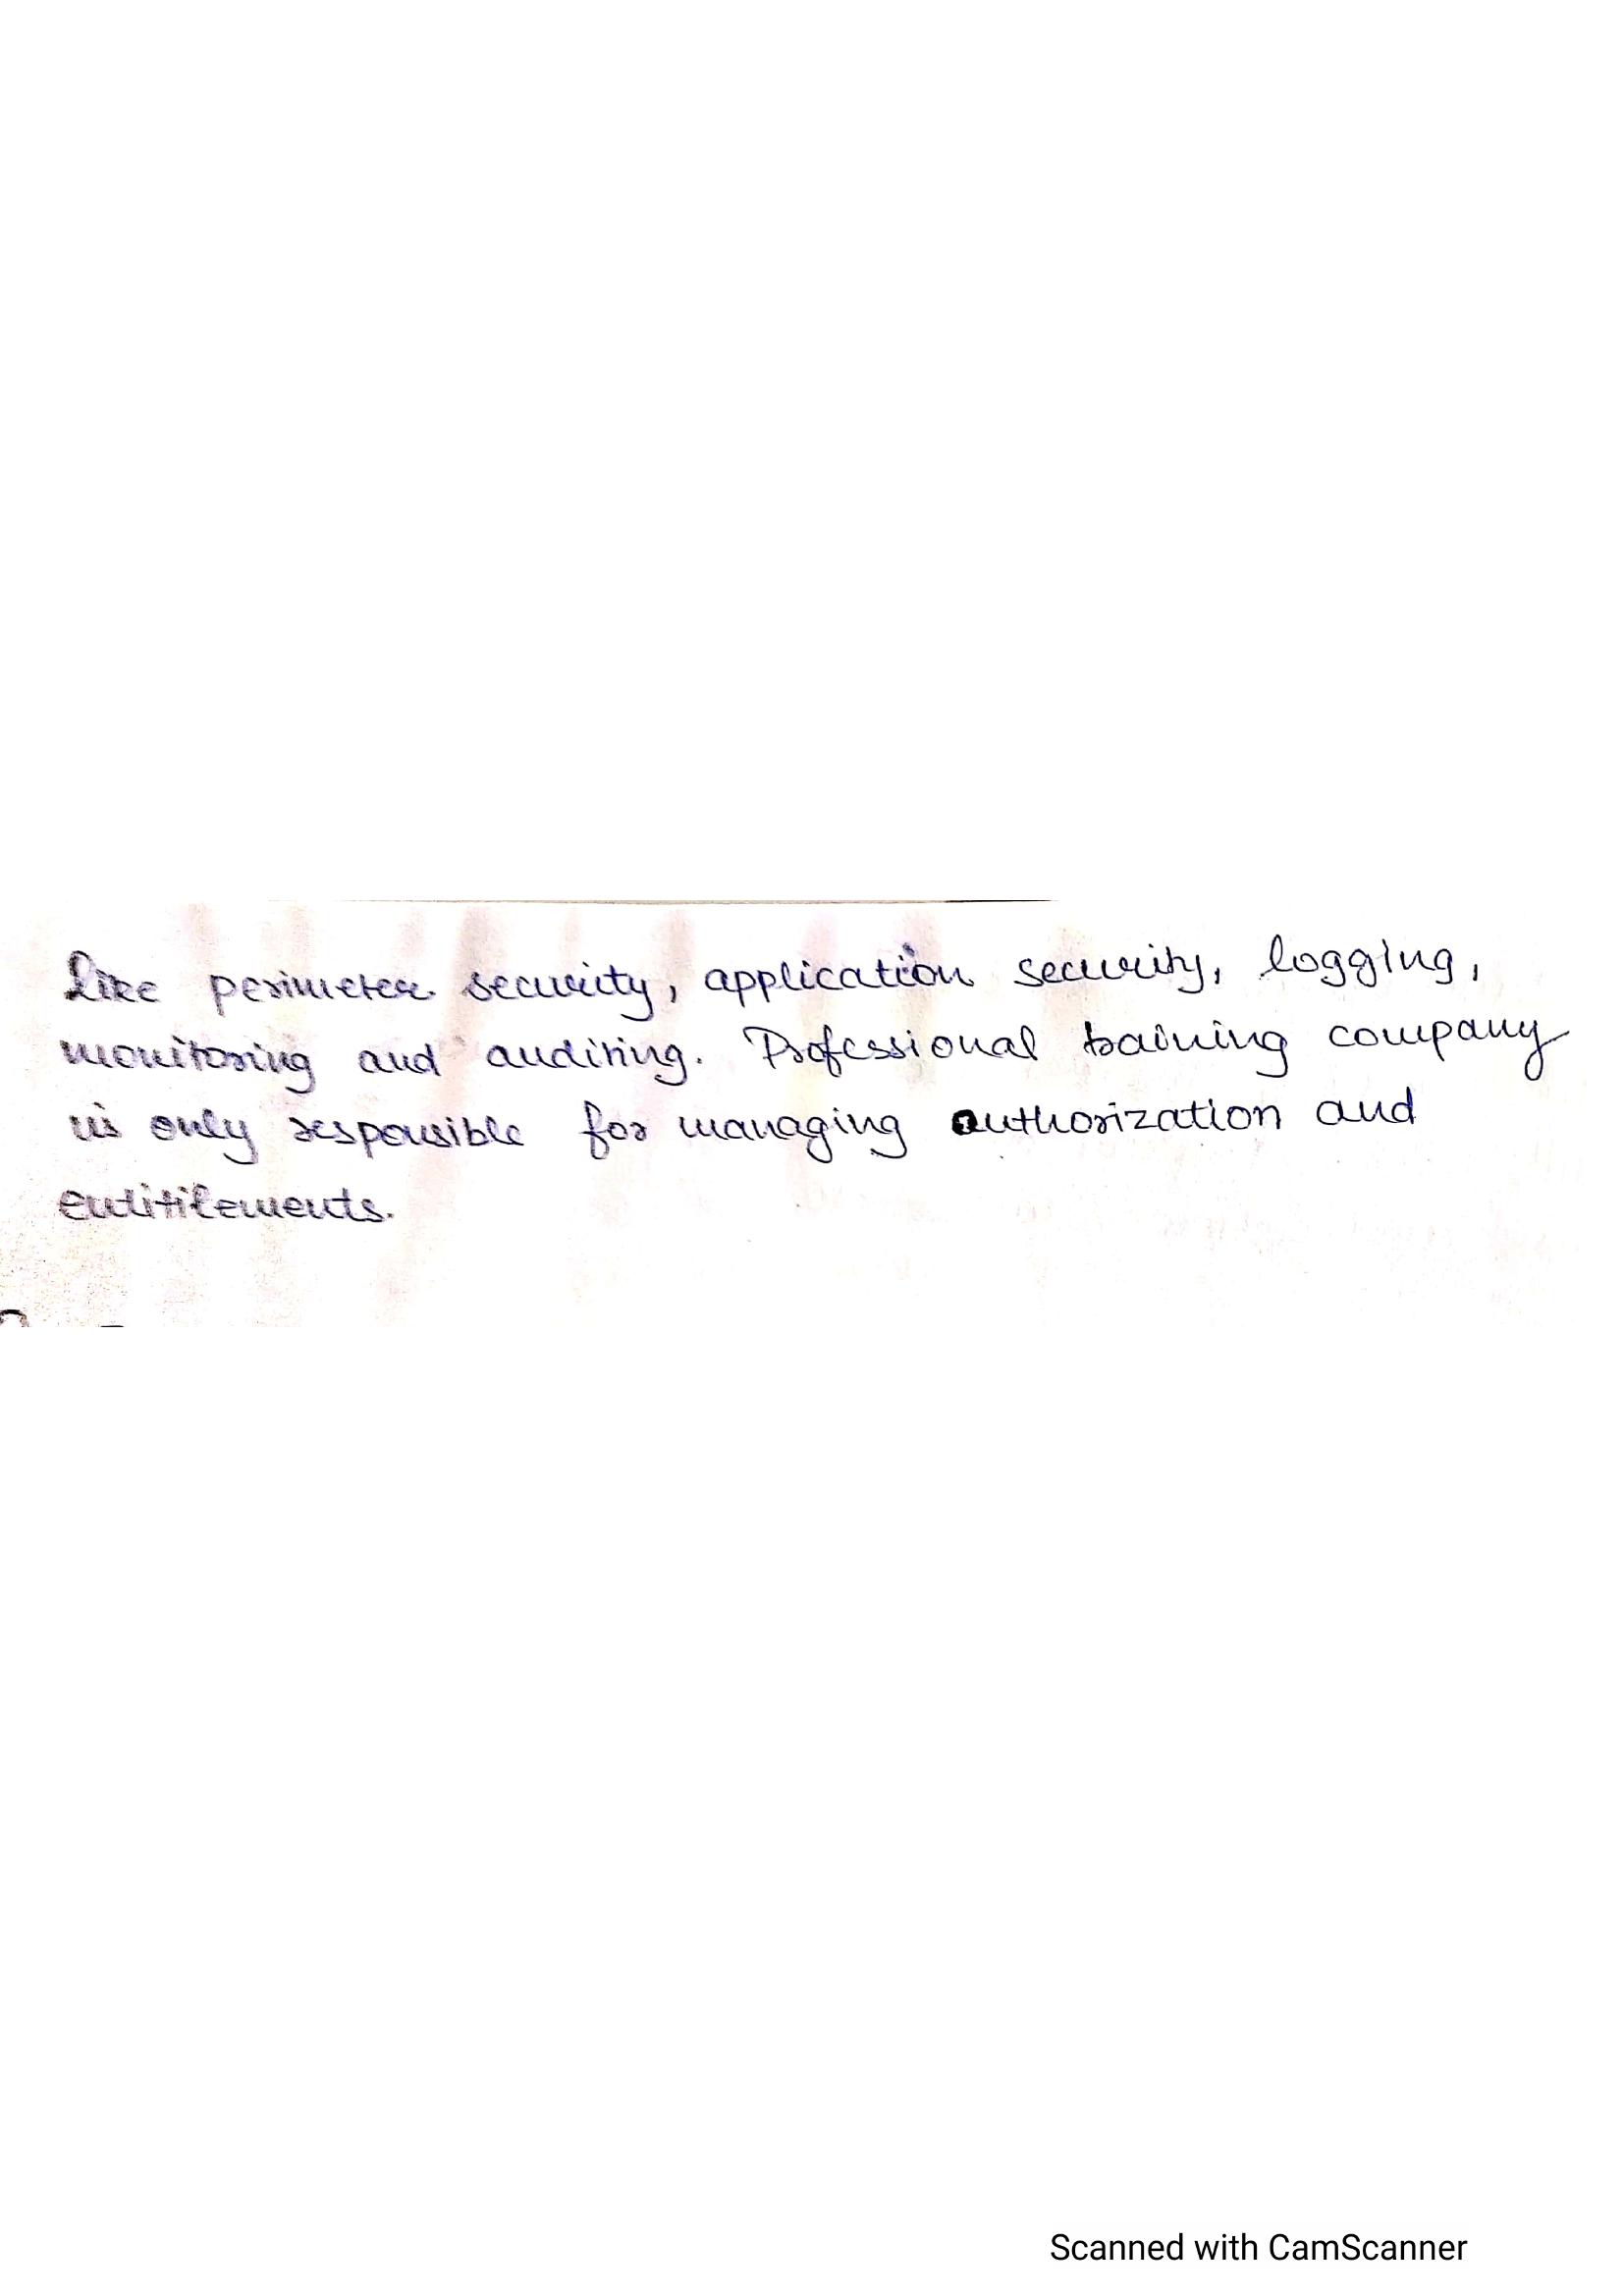 like perimeter security, application security, logging,
monitoring and auditing. Professional training company
is only responsible for managing authorization and
entitilements.
Scanned with CamScanner